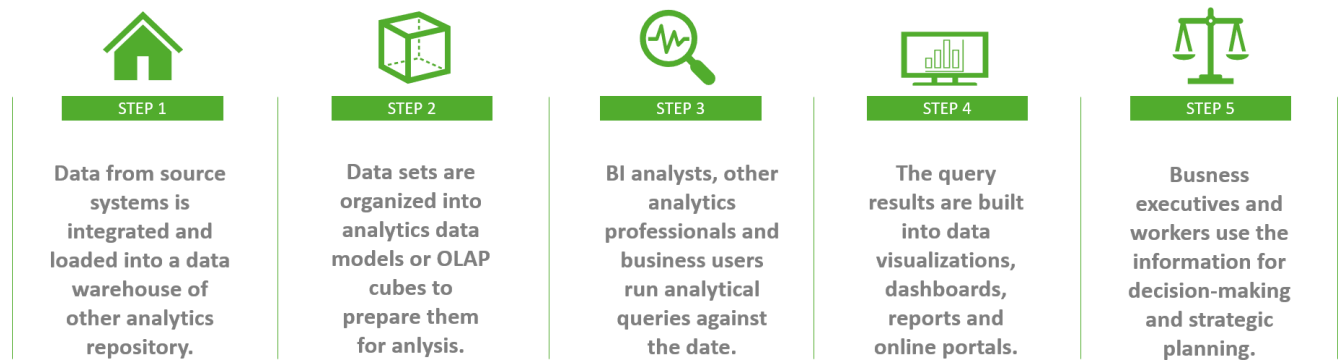 STEP 1
Data from source
systems is
integrated and
loaded into a data
warehouse of
other analytics
repository.
STEP 2
Data sets are
organized into
analytics data
models or OLAP
cubes to
prepare them
for anlysis.
STEP 3
BI analysts, other
analytics
professionals and
business users
run analytical
queries against
the date.
STEP 4
The query
results are built
into data
visualizations,
dashboards,
reports and
online portals.
STEP 5
Busness
executives and
workers use the
information for
decision-making
and strategic
planning.